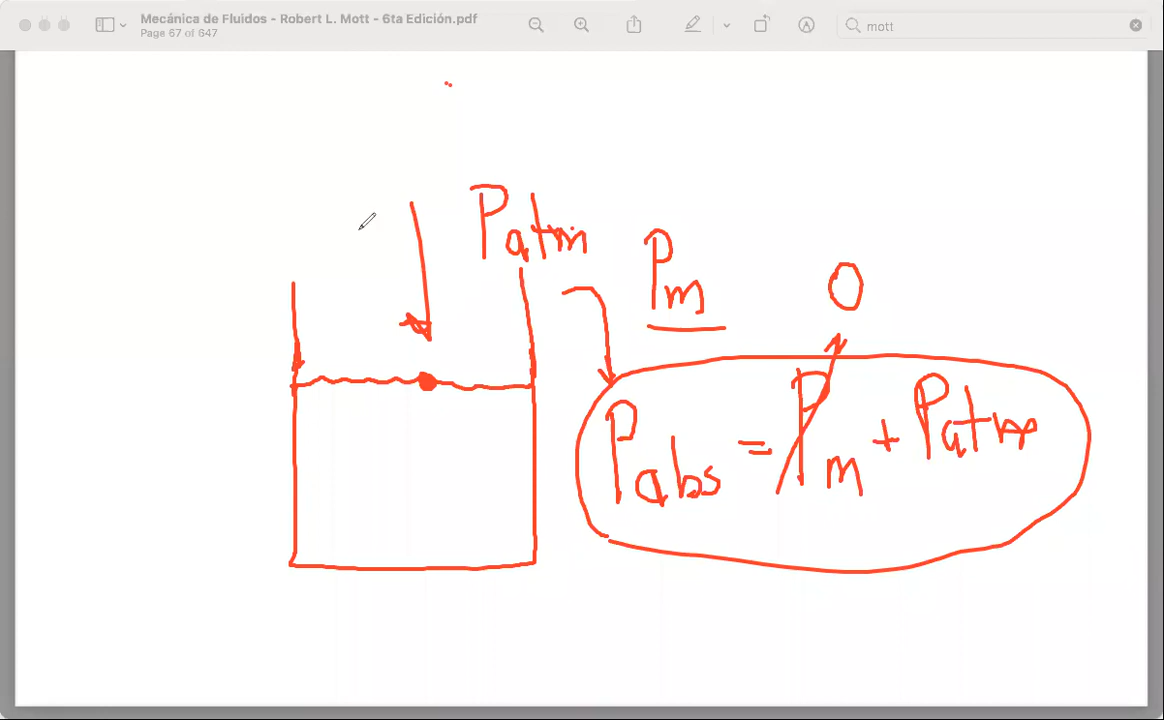 Mecánica de Fluidos - Robert L. Mott - 6ta Edición.pdf
Page 67 of 647
mott
Patm
Pm
0
Pabs = Pm + Patm